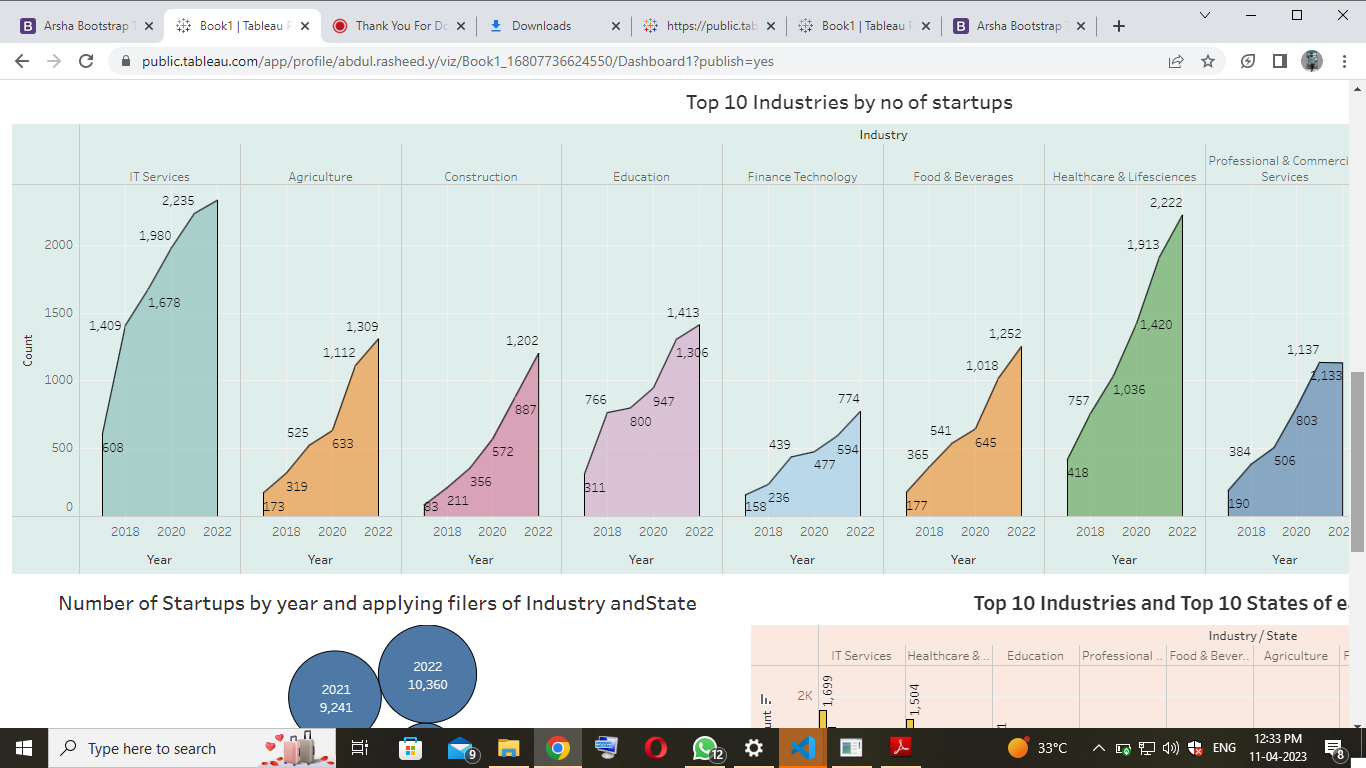 Arsha Bootstrap T
Book1 | Tableau P
Thank You For Do
Downloads
https://public.tab
Book1 | Tableau P
Arsha Bootstrap T
public.tableau.com/app/profile/abdul.rasheed.y/viz/Book1_16807736624550/Dashboard1?publish=yes
Top 10 Industries by no of startups
Industry
IT Services
Agriculture
Construction
Education
Finance Technology
Food & Beverages
Healthcare & Lifesciences
Professional & Commerci
Services
Count
2000
1500
1000
500
0
608
1,409
1,678
1,980
2,235
173
319
525
633
1,112
1,309
83
211
356
572
887
1,202
311
766
800
947
1,306
1,413
158
236
439
477
594
774
177
365
541
645
1,018
1,252
418
757
1,036
1,420
1,913
2,222
190
384
506
803
1,137
1,133
2018 2020 2022
2018 2020 2022
2018 2020 2022
2018 2020 2022
2018 2020 2022
2018 2020 2022
2018 2020 2022
2018 2020 202
Year
Year
Year
Year
Year
Year
Year
Year
Number of Startups by year and applying filers of Industry andState
2022
10,360
2021
9,241
Top 10 Industries and Top 10 States of e
Industry / State
IT Services
Healthcare & ..
Education
Professional ..
Food & Bever..
Agriculture
F
2K
1,699
1,504
1
Type here to search
9
12
33°C
ENG
12:33 PM
11-04-2023
8